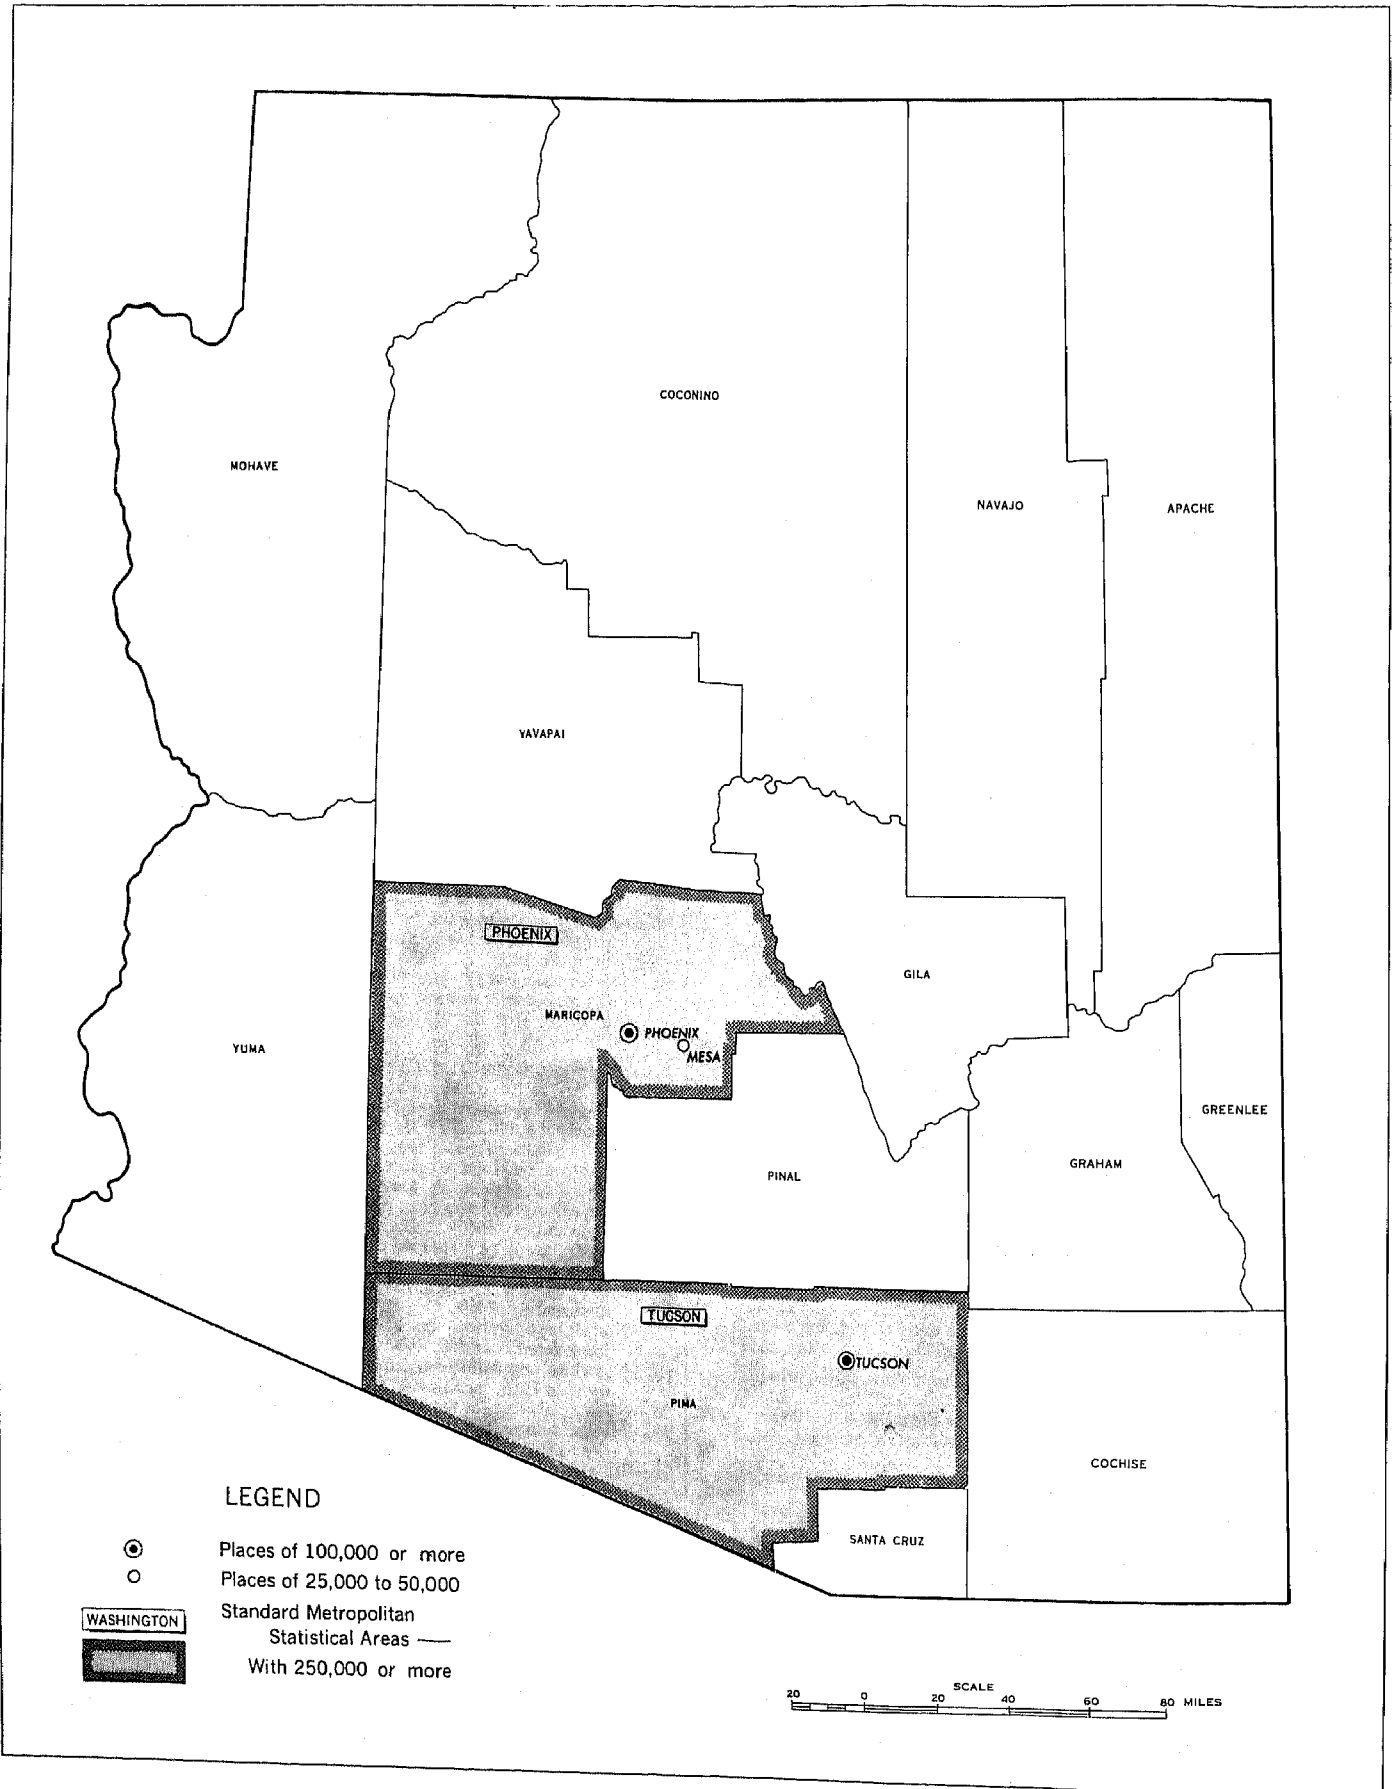 COCONINO
MOHAVE
NAVAJO
APACHE
YAVAPAI
PHOENIX
GILA
MARICOPA
PHOENIX
MESA
YUMA
GREENLEE
GRAHAM
PINAL
TUCSON
TUCSON
PIMA
COCHISE
SANTA CRUZ
LEGEND
Places of 100,000 or more
Places of 25,000 to 50,000
WASHINGTON
Standard Metropolitan
Statistical Areas —
With 250,000 or more
SCALE
20 0 20 40 60 80 MILES